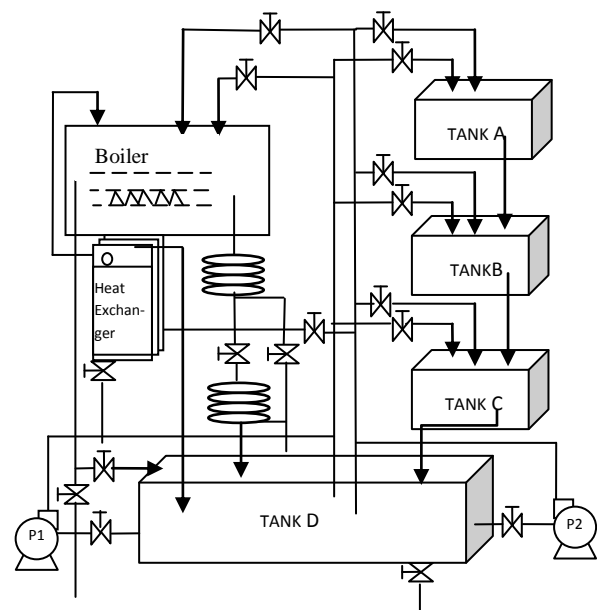 TANK A
Boiler
TANKB
Heat
Exchan-
ger
TANK C
TANK D
P1
P2